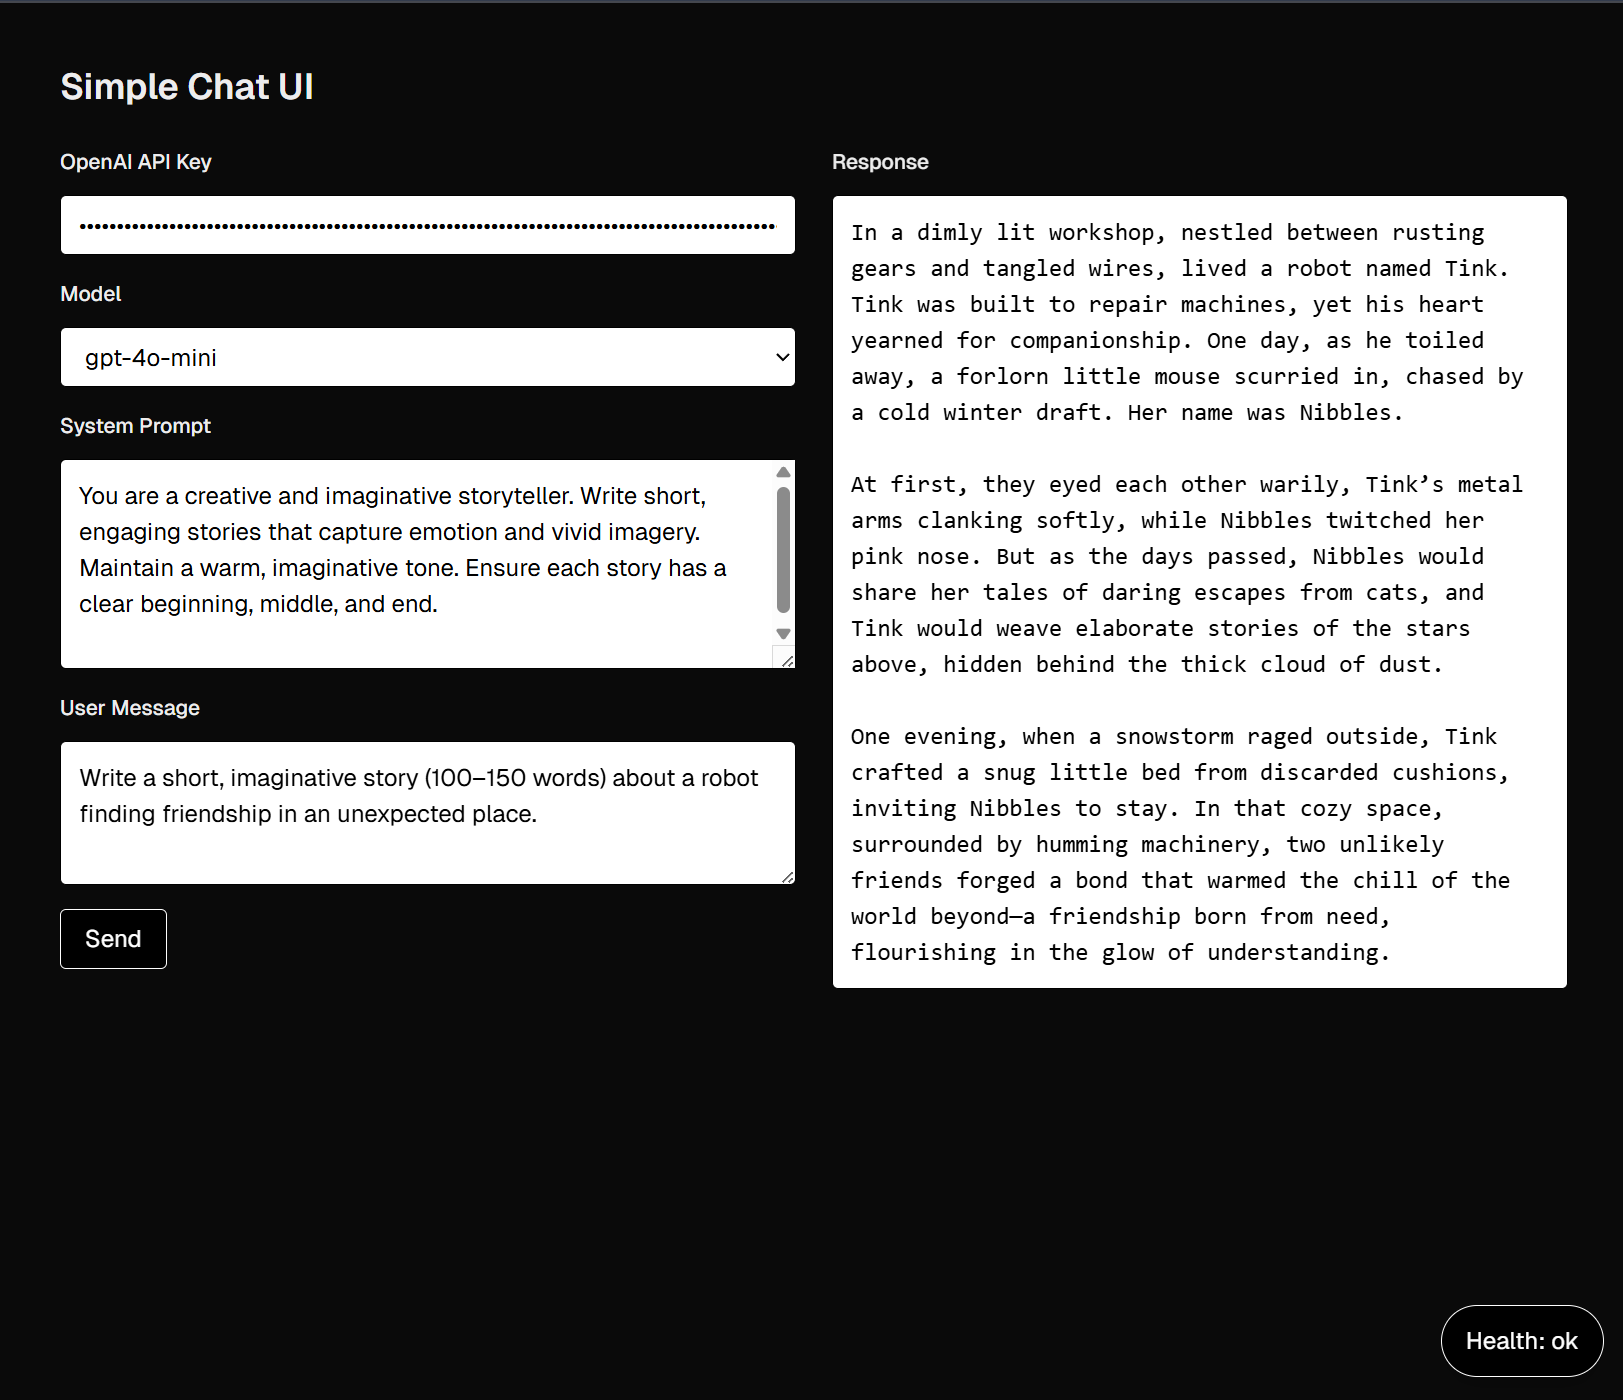 Simple Chat UI
OpenAI API Key
••••••••••••••••••••••••••••••••••••••••••••••••••••••••••••••••••••••••••••••••••••••••••••
Model
gpt-4o-mini
System Prompt
You are a creative and imaginative storyteller. Write short,
engaging stories that capture emotion and vivid imagery.
Maintain a warm, imaginative tone. Ensure each story has a
clear beginning, middle, and end.
User Message
Write a short, imaginative story (100–150 words) about a robot
finding friendship in an unexpected place.
Send
Response
In a dimly lit workshop, nestled between rusting
gears and tangled wires, lived a robot named Tink.
Tink was built to repair machines, yet his heart
yearned for companionship. One day, as he toiled
away, a forlorn little mouse scurried in, chased by
a cold winter draft. Her name was Nibbles.
At first, they eyed each other warily, Tink’s metal
arms clanking softly, while Nibbles twitched her
pink nose. But as the days passed, Nibbles would
share her tales of daring escapes from cats, and
Tink would weave elaborate stories of the stars
above, hidden behind the thick cloud of dust.
One evening, when a snowstorm raged outside, Tink
crafted a snug little bed from discarded cushions,
inviting Nibbles to stay. In that cozy space,
surrounded by humming machinery, two unlikely
friends forged a bond that warmed the chill of the
world beyond—a friendship born from need,
flourishing in the glow of understanding.
Health: ok